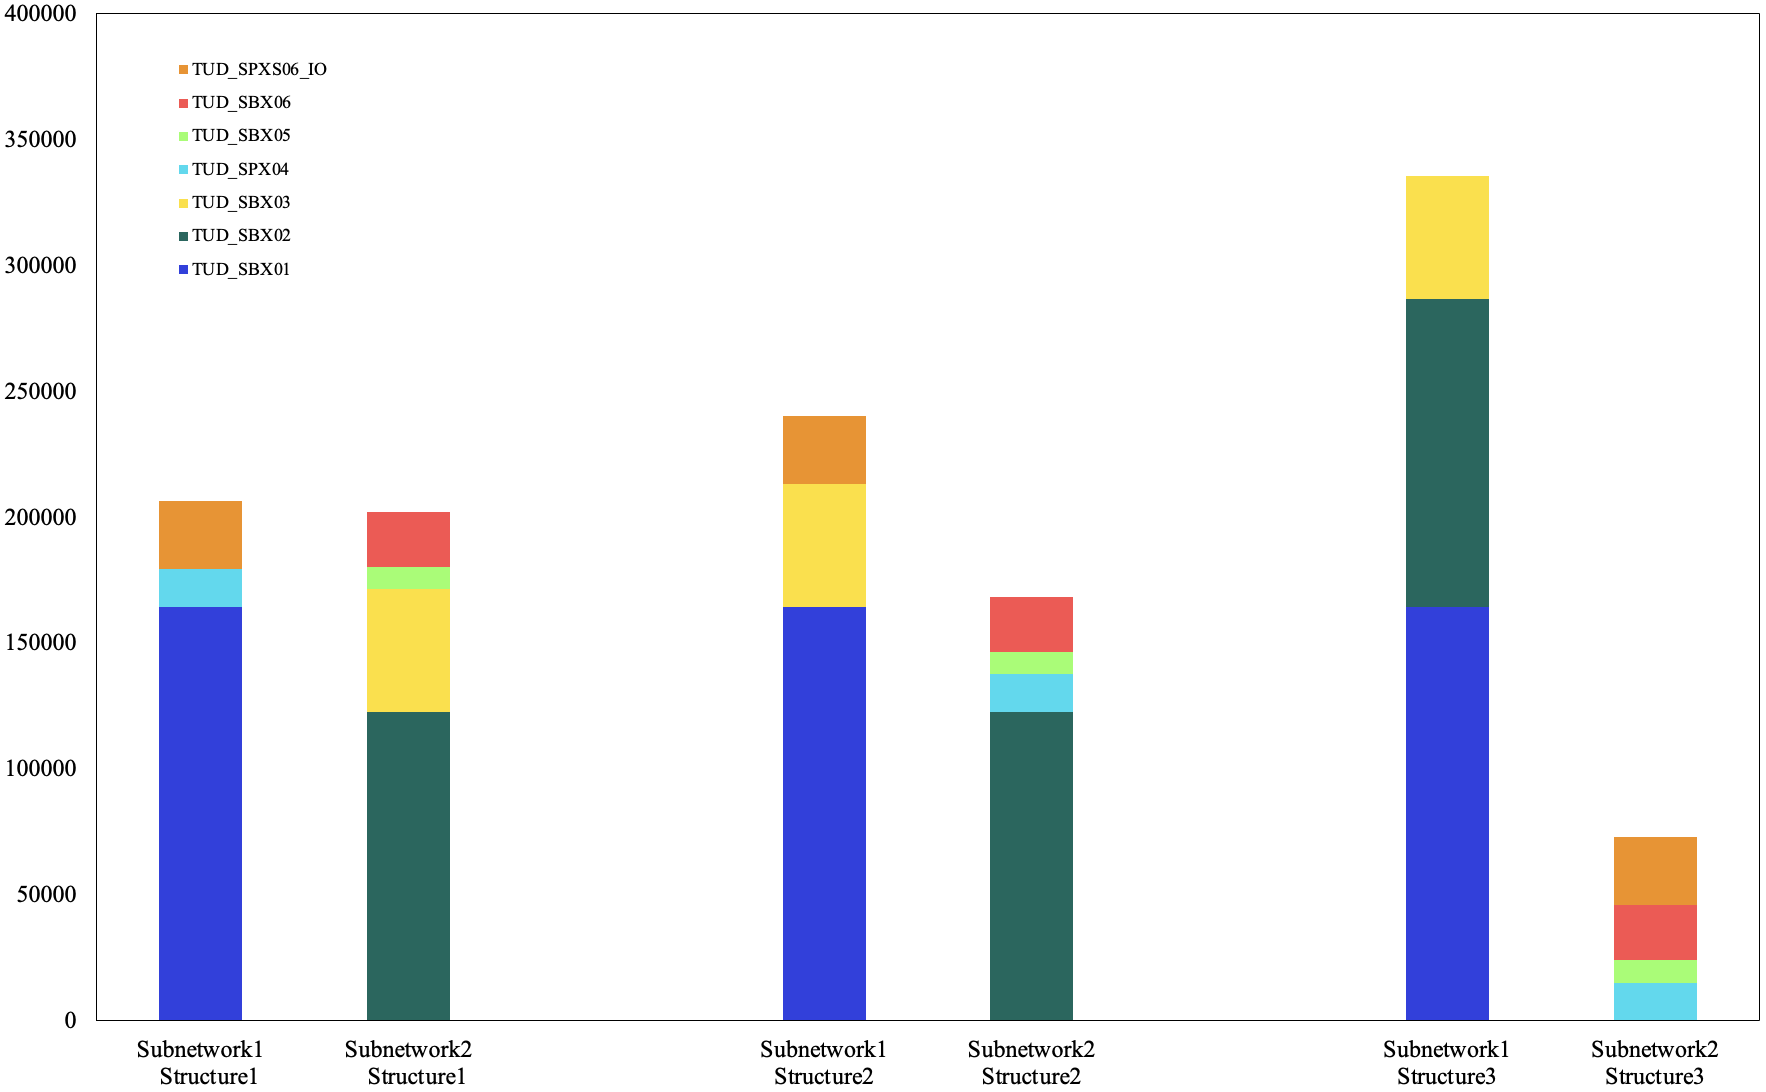 400000
350000
300000
250000
200000
150000
100000
50000
0
TUD_SPXS06_IO
TUD_SBX06
TUD_SBX05
TUD_SPX04
TUD_SBX03
TUD_SBX02
TUD_SBX01
Subnetwork1
Structure1
Subnetwork2
Structure1
Subnetwork1
Structure2
Subnetwork2
Structure2
Subnetwork1
Structure3
Subnetwork2
Structure3